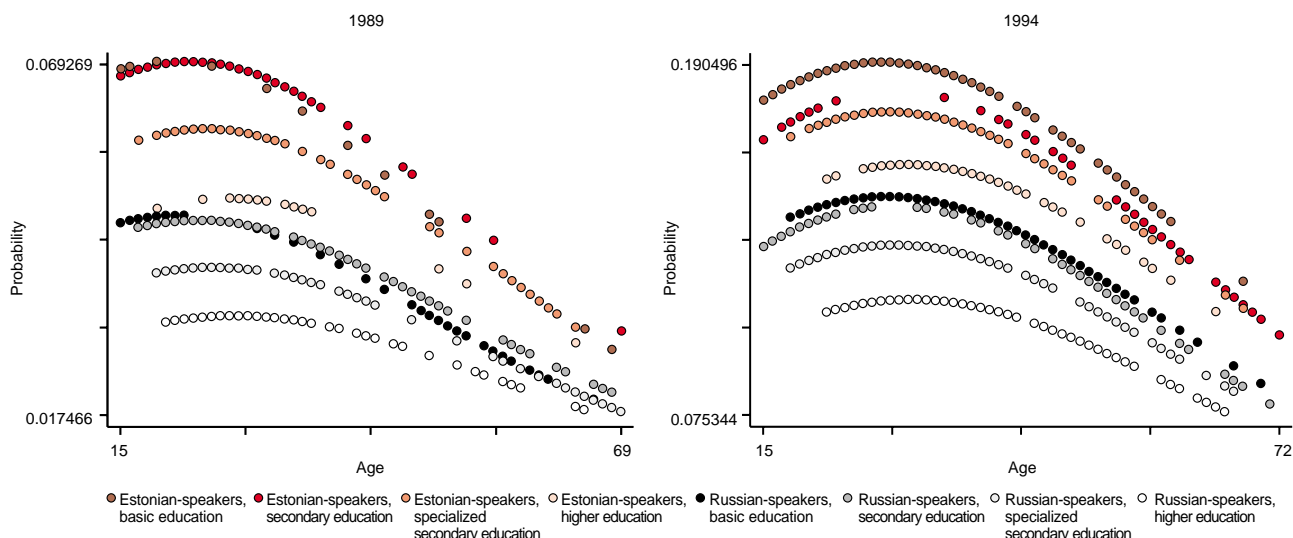 1989
1994
0.069269
0.017466
Probability
15
69
Age
0.190496
0.075344
Probability
15
72
Age
Estonian-speakers, basic education
Estonian-speakers, secondary education
Estonian-speakers, specialized secondary education
Estonian-speakers, higher education
Russian-speakers, basic education
Russian-speakers, secondary education
Russian-speakers, specialized secondary education
Russian-speakers, higher education